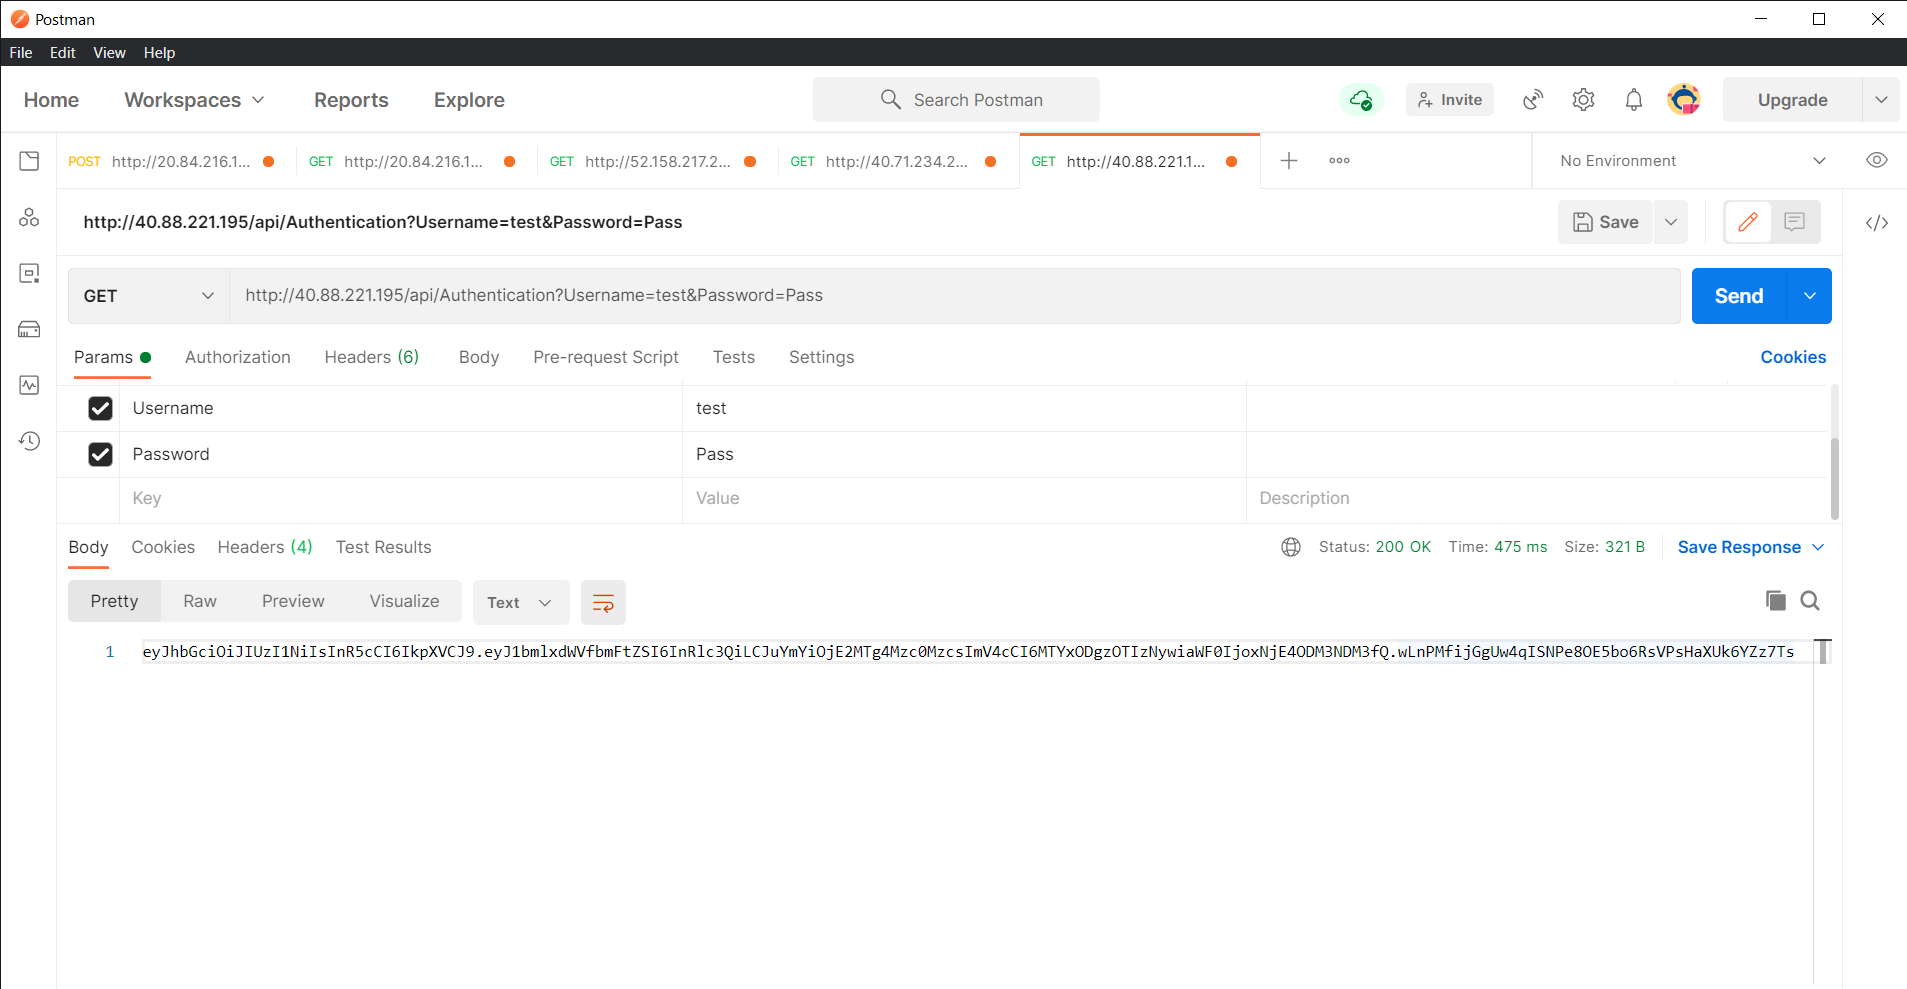 Postman
File Edit View Help
Home Workspaces Reports Explore Search Postman Invite Upgrade
POST http://20.84.216.1... GET http://20.84.216.1... GET http://52.158.217.2... GET http://40.71.234.2... GET http://40.88.221.1... No Environment
http://40.88.221.195/api/Authentication?Username=test&Password=Pass Save
GET http://40.88.221.195/api/Authentication?Username=test&Password=Pass Send
Params Authorization Headers (6) Body Pre-request Script Tests Settings Cookies
Username test
Password Pass
Key Value Description
Body Cookies Headers (4) Test Results Status: 200 OK Time: 475 ms Size: 321 B Save Response
Pretty Raw Preview Visualize Text
1 eyJhbGciOiJIUzI1NiIsInR5cCI6IkpXVCJ9.eyJ1bmlxdWVfbmFtZSI6InRlc3QiLCJuYmYiOjE2MTg4Mzc0MzcsImV4cCI6MTYxODgzOTIzNywiaWF0IjoxNjE4ODM3NDM3fQ.wLnPMfijGgUw4qISNPe8OE5bo6RsVPsHaXUk6YZz7Ts